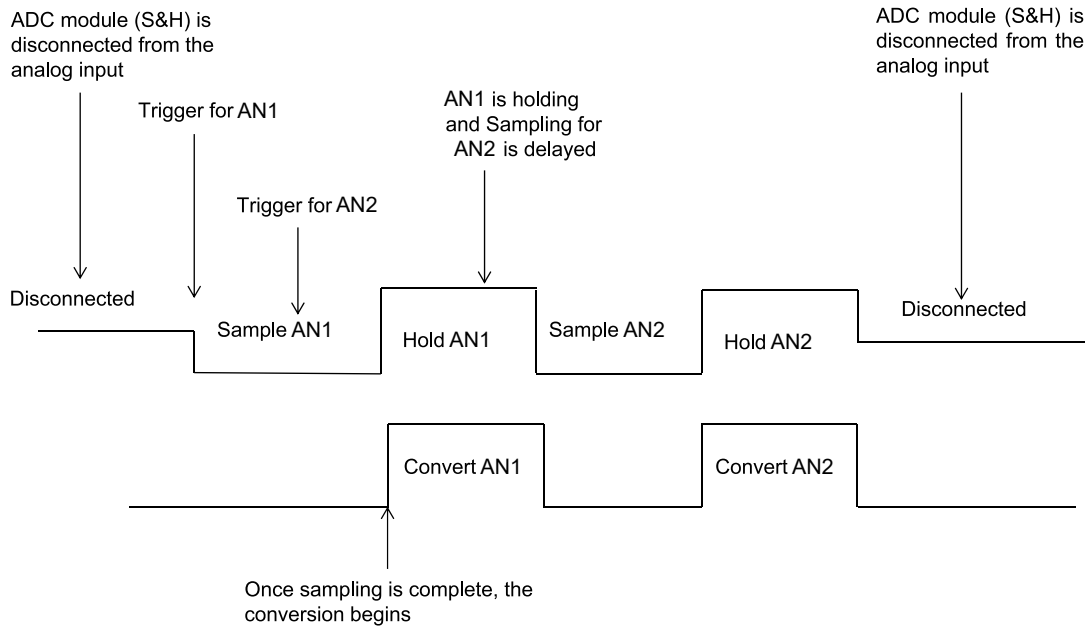 ADC module (S&H) is
disconnected from the
analog input
ADC module (S&H) is
disconnected from the
analog input
Trigger for AN1
AN1 is holding
and Sampling for
AN2 is delayed
Trigger for AN2
Disconnected
Sample AN1
Hold AN1
Sample AN2
Hold AN2
Disconnected
Convert AN1
Convert AN2
Once sampling is complete, the
conversion begins